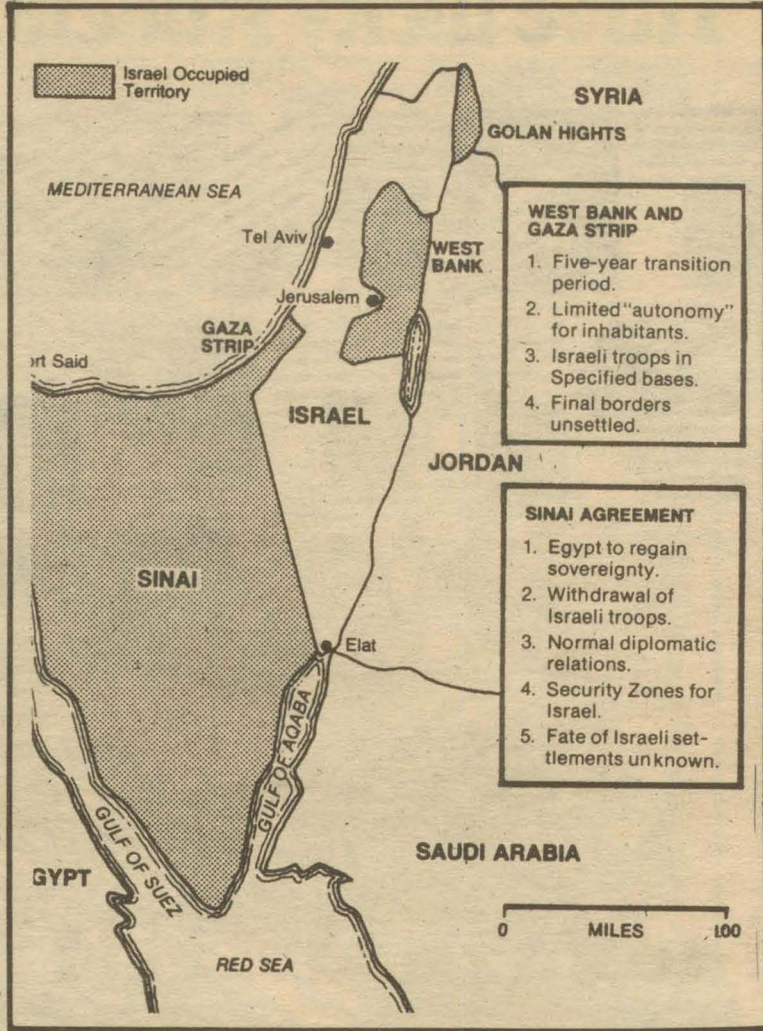 Israel Occupied
Territory
SYRIA
GOLAN HIGHTS
MEDITERRANEAN SEA
Tel Aviv
WEST
BANK
Jerusalem
GAZA
STRIP
ort Said
ISRAEL
JORDAN
SINAI
Elat
GULF OF AQABA
GULF OF SUEZ
GYPT
SAUDI ARABIA
RED SEA
WEST BANK AND
GAZA STRIP
1. Five-year transition
period.
2. Limited "autonomy"
for inhabitants.
3. Israeli troops in
Specified bases.
4. Final borders
unsettled.
SINAI AGREEMENT
1. Egypt to regain
sovereignty.
2. Withdrawal of
Israeli troops.
3. Normal diplomatic
relations.
4. Security Zones for
Israel.
5. Fate of Israeli set-
tlements unknown.
0 MILES 100